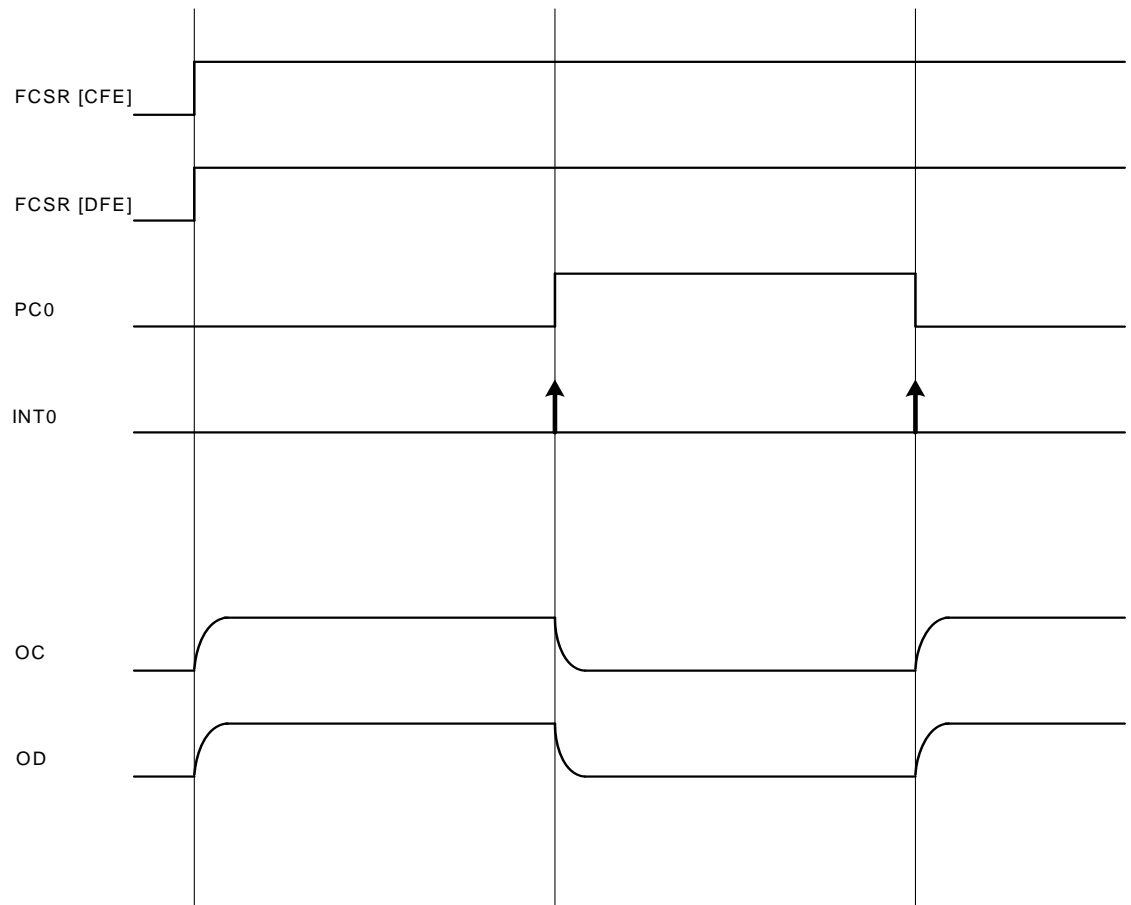 FCSR [CFE]
FCSR [DFE]
PC0
INT0
OC
OD